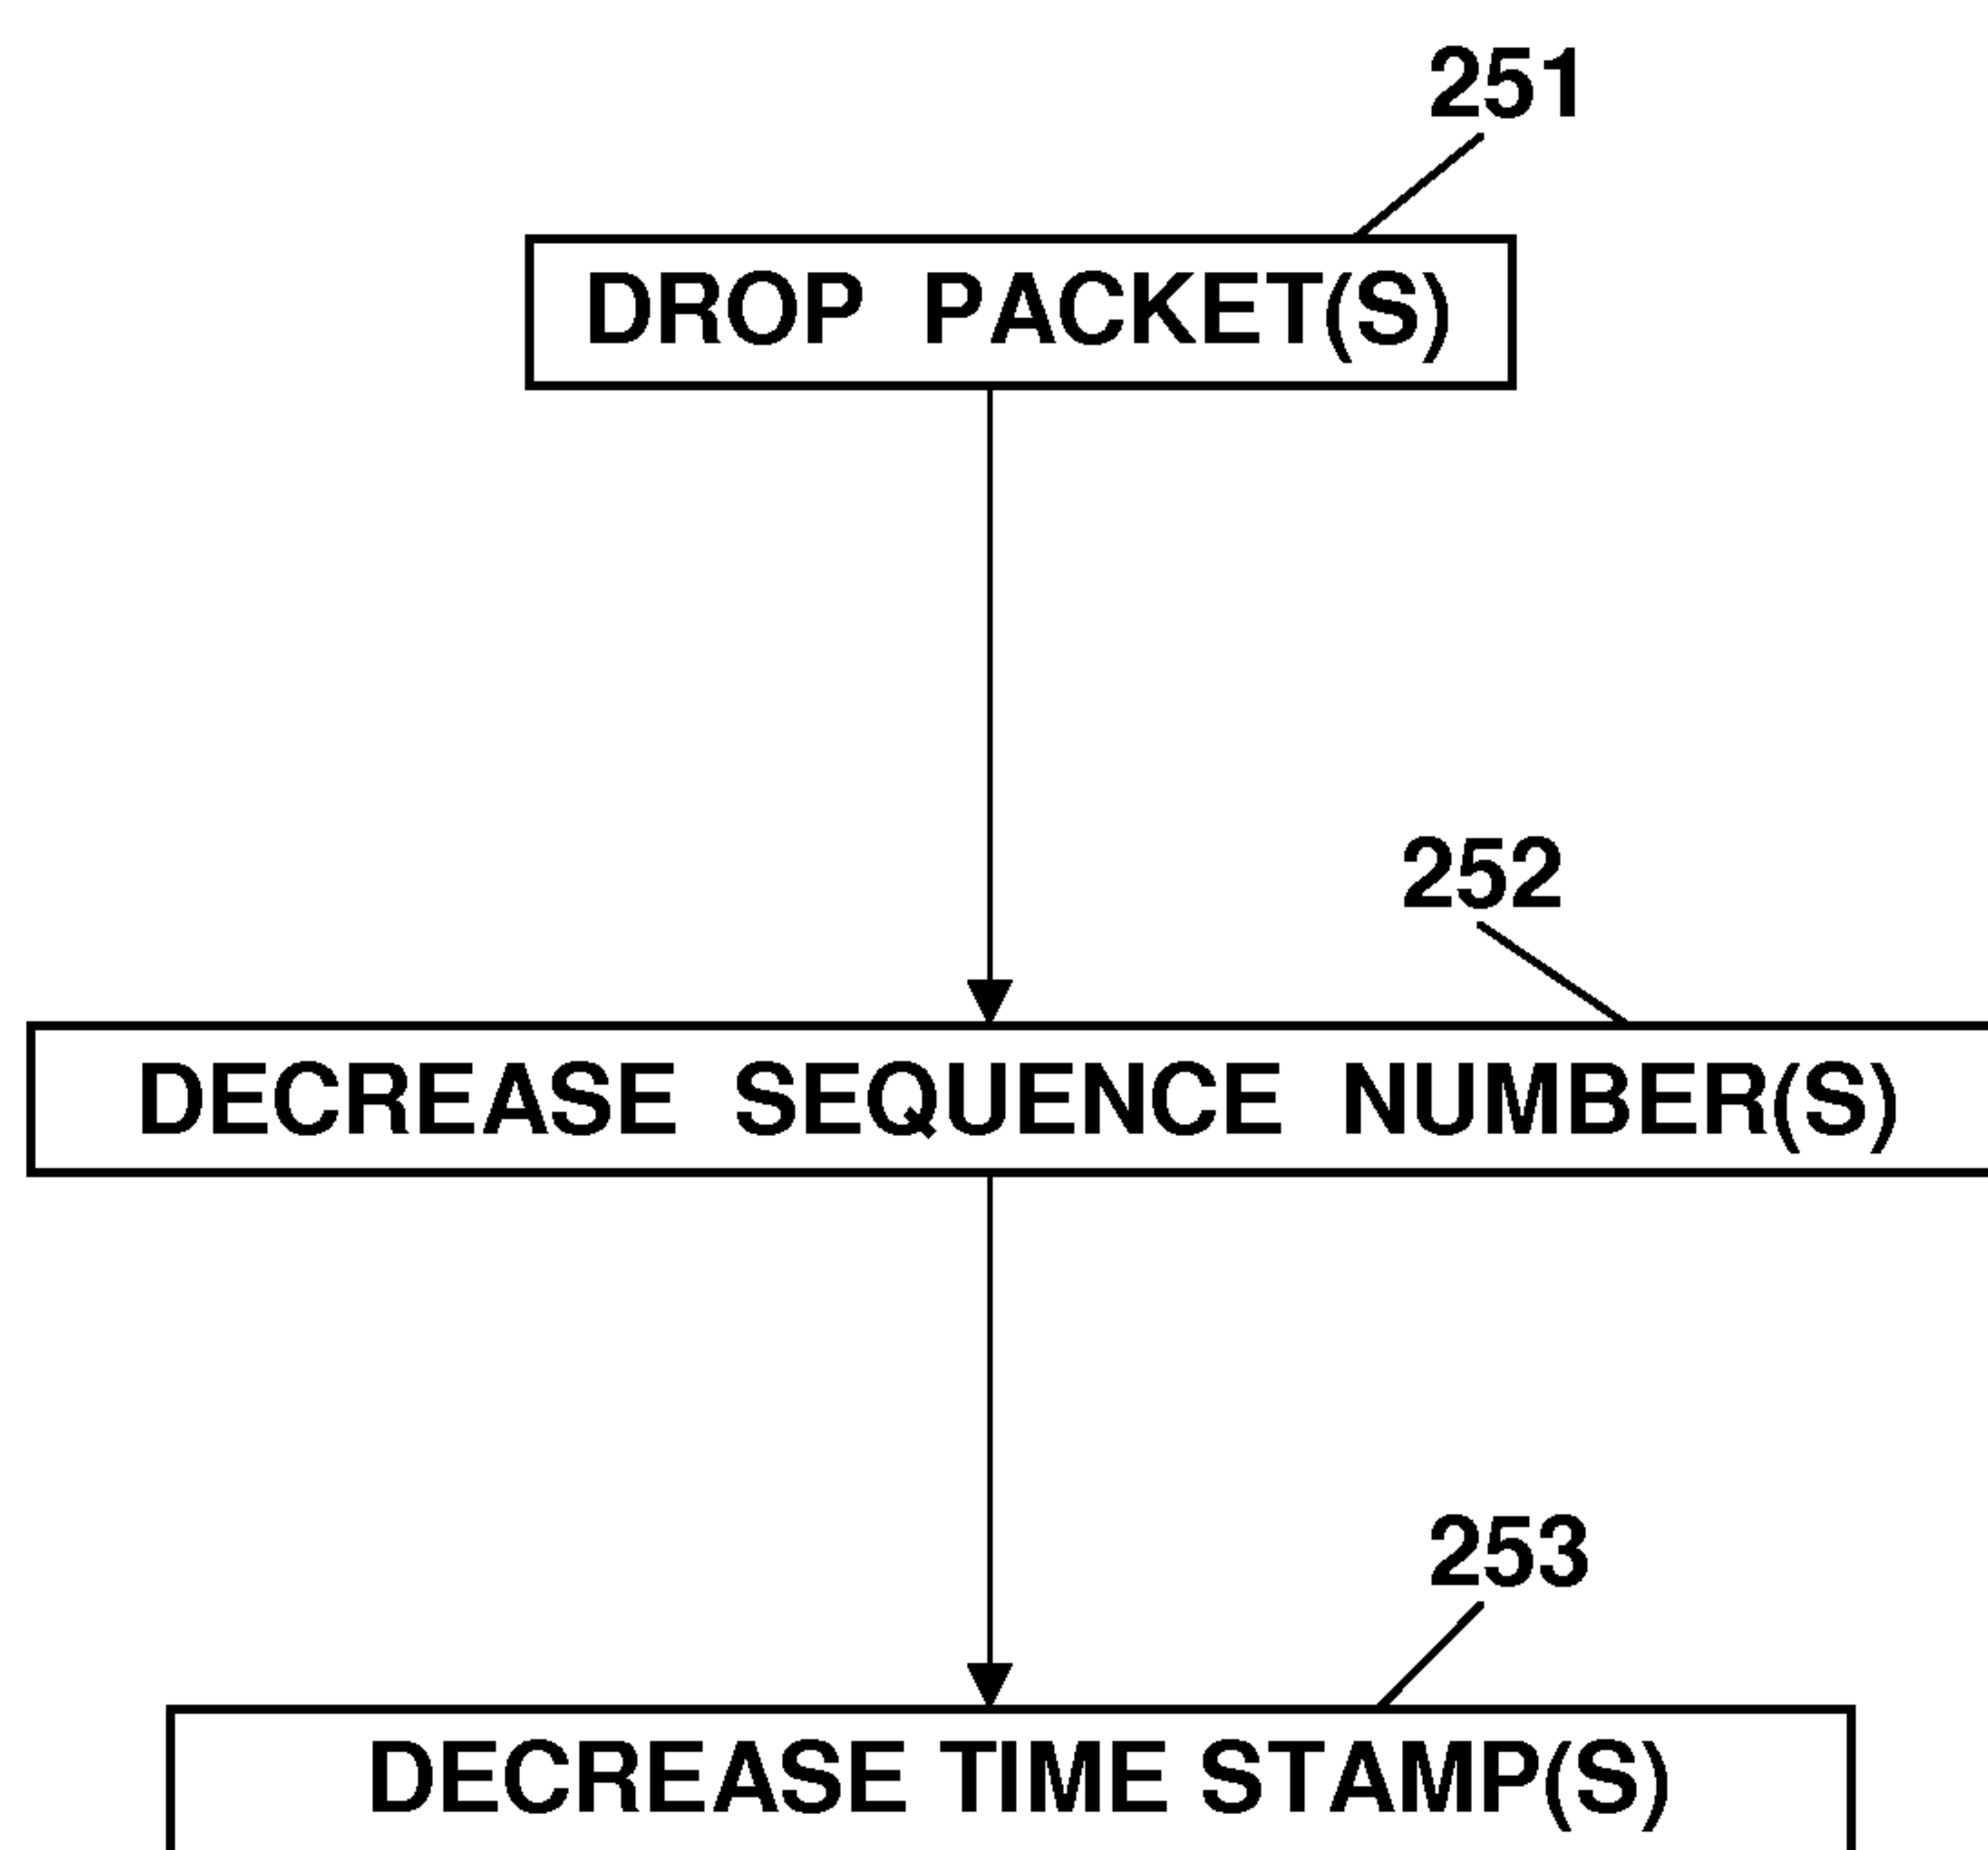 251
DROP PACKET(S)
252
DECREASE SEQUENCE NUMBER(S)
253
DECREASE TIME STAMP(S)